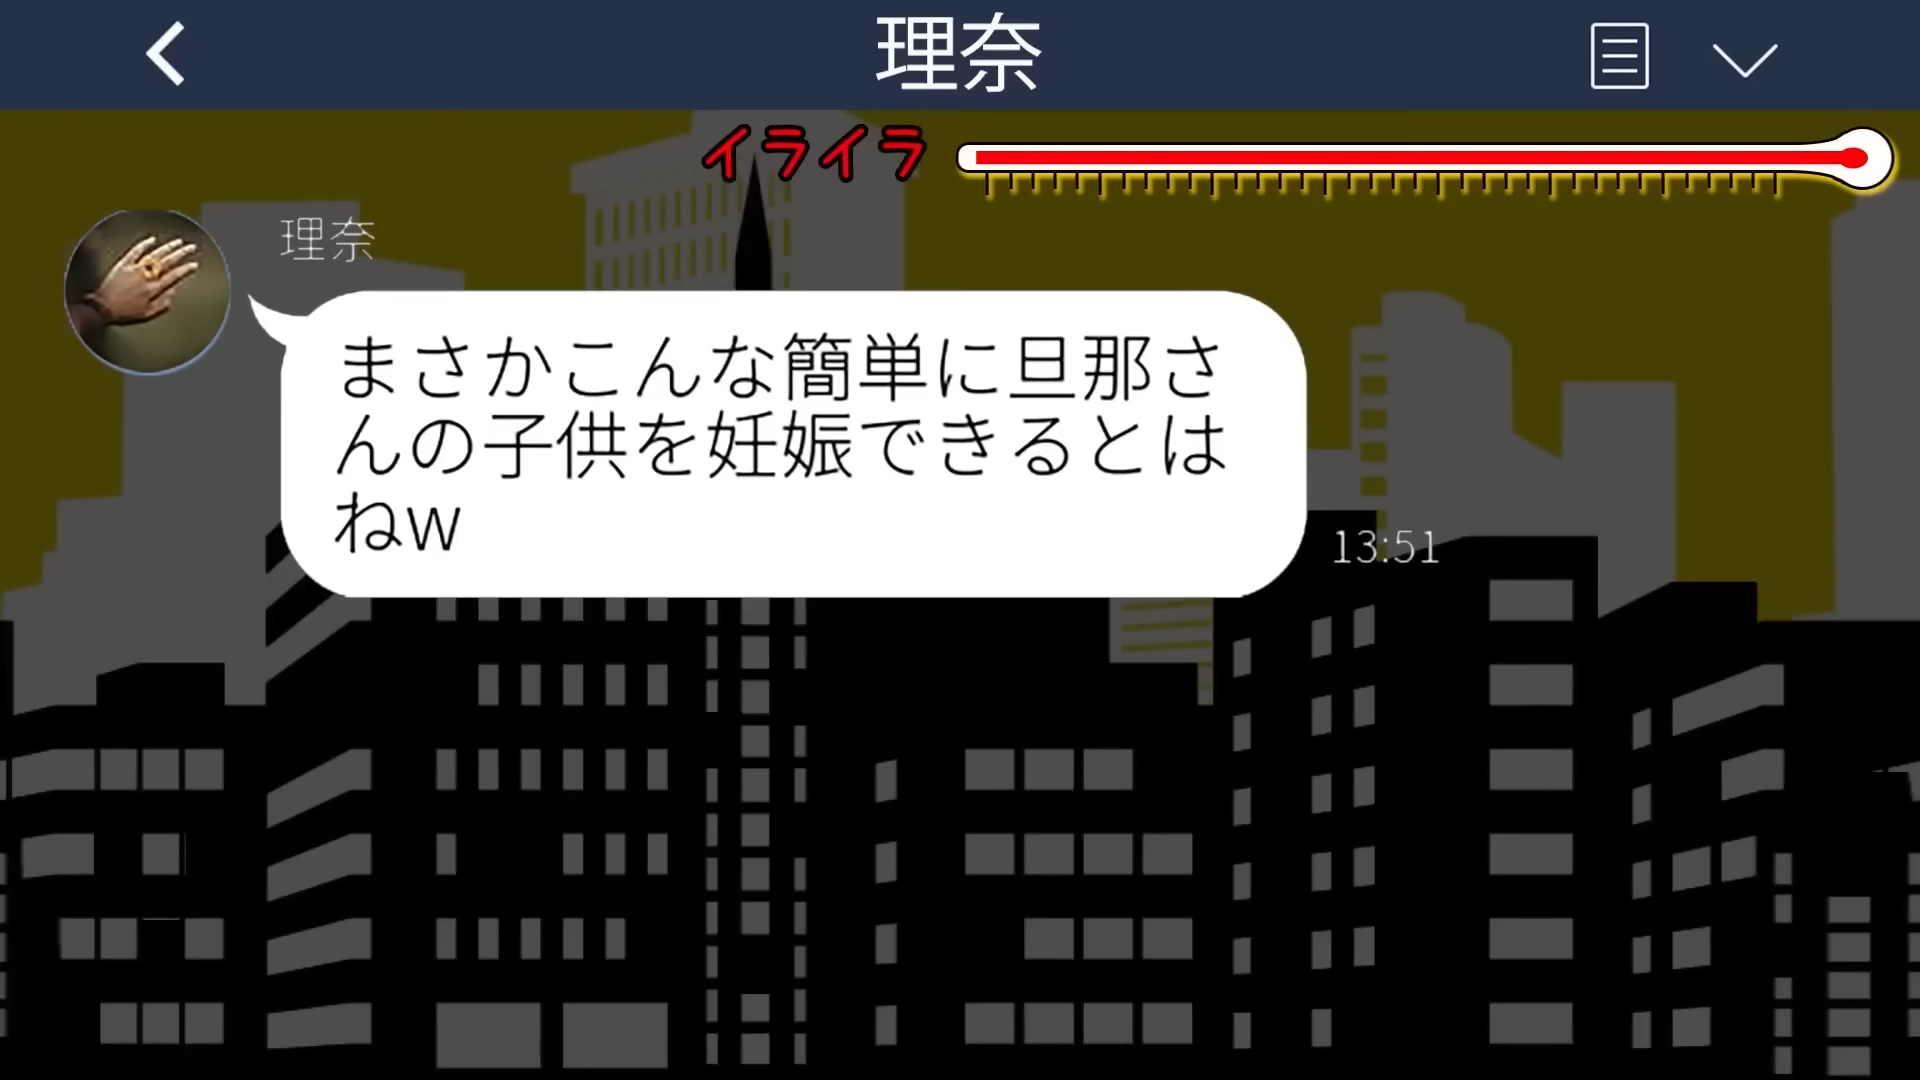 理奈
イライラ
理奈
まさかこんな簡単に旦那さ
んの子供を妊娠できるとは
ねw
13:51